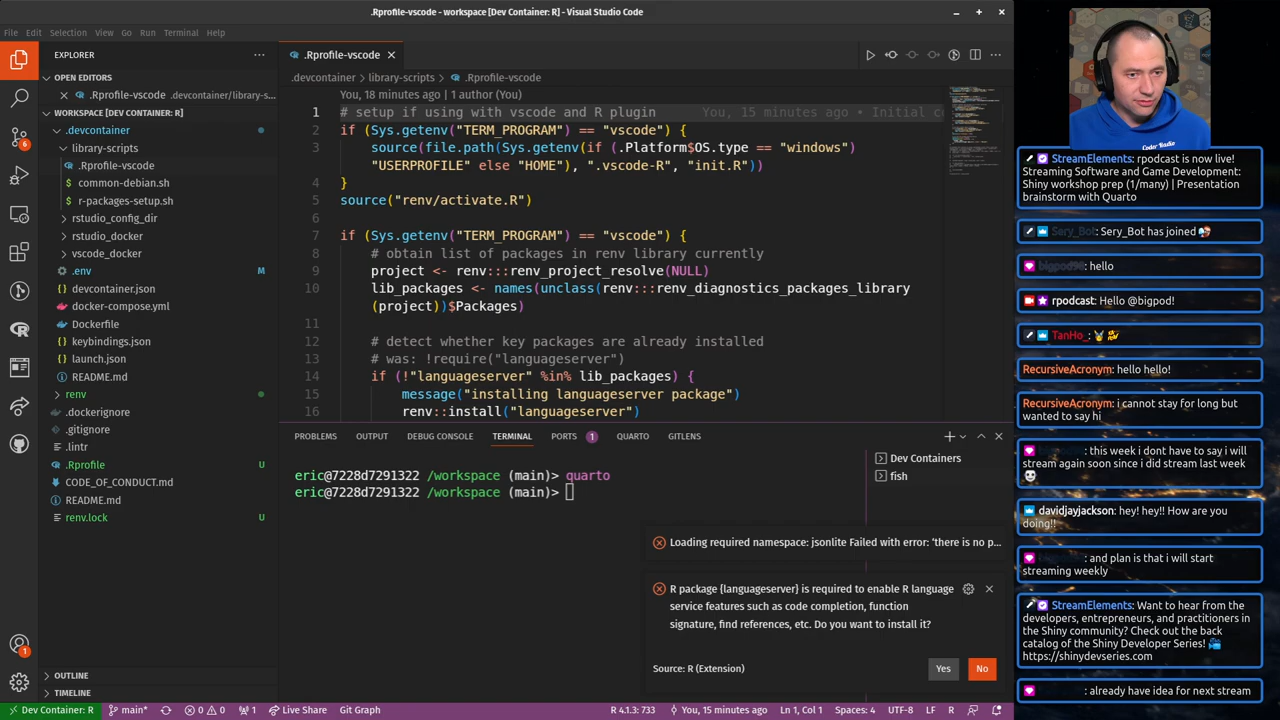 .Rprofile-vscode - workspace [Dev Container: R] - Visual Studio Code
File Edit Selection View Go Run Terminal Help
EXPLORER
OPEN EDITORS
.Rprofile-vscode .devcontainer/library-s...
WORKSPACE [DEV CONTAINER: R]
.devcontainer
library-scripts
.Rprofile-vscode
common-debian.sh
r-packages-setup.sh
rstudio_config_dir
rstudio_docker
vscode_docker
.env M
devcontainer.json
docker-compose.yml
Dockerfile
keybindings.json
launch.json
README.md
renv
.dockerignore
.gitignore
.lintr
.Rprofile U
CODE_OF_CONDUCT.md
README.md
renv.lock U
OUTLINE
TIMELINE
6
1
.Rprofile-vscode
.devcontainer > library-scripts > .Rprofile-vscode
You, 18 minutes ago | 1 author (You)
1 # setup if using with vscode and R plugin You, 15 minutes ago • Initial c
2 if (Sys.getenv("TERM_PROGRAM") == "vscode") {
3 source(file.path(Sys.getenv(if (.Platform$OS.type == "windows")
"USERPROFILE" else "HOME"), ".vscode-R", "init.R"))
4 }
5 source("renv/activate.R")
6
7 if (Sys.getenv("TERM_PROGRAM") == "vscode") {
8 # obtain list of packages in renv library currently
9 project <- renv:::renv_project_resolve(NULL)
10 lib_packages <- names(unclass(renv:::renv_diagnostics_packages_library
(project))$Packages)
11
12 # detect whether key packages are already installed
13 # was: !require("languageserver")
14 if (!"languageserver" %in% lib_packages) {
15 message("installing languageserver package")
16 renv::install("languageserver")
PROBLEMS OUTPUT DEBUG CONSOLE TERMINAL PORTS 1 QUARTO GITLENS
eric@7228d7291322 /workspace (main)> quarto
eric@7228d7291322 /workspace (main)>
Dev Containers
fish
Loading required namespace: jsonlite Failed with error: ‘there is no p...
R package {languageserver} is required to enable R language
service features such as code completion, function
signature, find references, etc. Do you want to install it?
Source: R (Extension) Yes No
Dev Container: R main* 0 0 1 Live Share Git Graph R 4.1.3: 733 You, 15 minutes ago Ln 1, Col 1 Spaces: 4 UTF-8 LF R
Coder Radio
StreamElements: rpodcast is now live!
Streaming Software and Game Development:
Shiny workshop prep (1/many) | Presentation
brainstorm with Quarto
Sery_Bot: Sery_Bot has joined
bigpod98: hello
rpodcast: Hello @bigpod!
TanHo_:
RecursiveAcronym: hello hello!
RecursiveAcronym: i cannot stay for long but
wanted to say hi
: this week i dont have to say i will
stream again soon since i did stream last week
davidjayjackson: hey! hey!! How are you
doing!!
: and plan is that i will start
streaming weekly
StreamElements: Want to hear from the
developers, entrepreneurs, and practitioners in
the Shiny community? Check out the back
catalog of the Shiny Developer Series!
https://shinydevseries.com
: already have idea for next stream